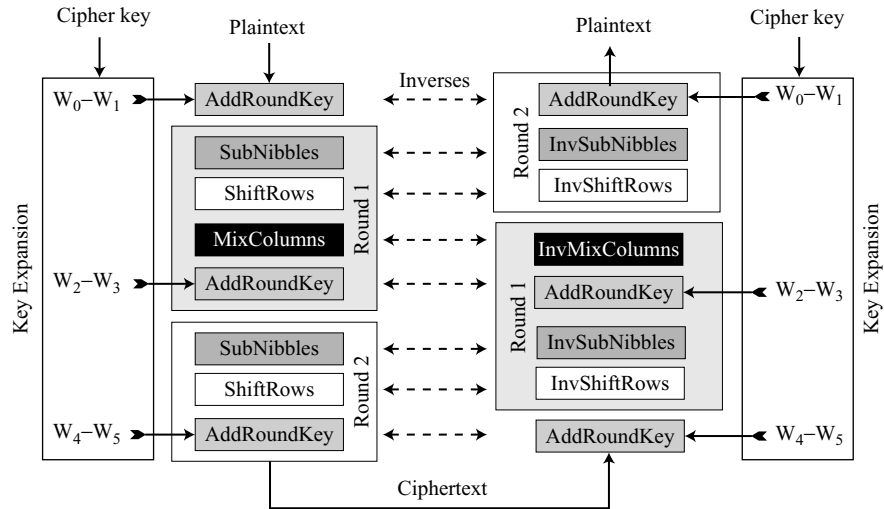 Cipher key
Plaintext
Plaintext
Cipher key
W0–W1
AddRoundKey
Inverses
AddRoundKey
W0–W1
SubNibbles
InvSubNibbles
ShiftRows
InvShiftRows
Round 2
MixColumns
Round 1
InvMixColumns
W2–W3
AddRoundKey
AddRoundKey
W2–W3
Key Expansion
Key Expansion
Round 1
SubNibbles
InvSubNibbles
ShiftRows
Round 2
InvShiftRows
W4–W5
AddRoundKey
AddRoundKey
W4–W5
Ciphertext